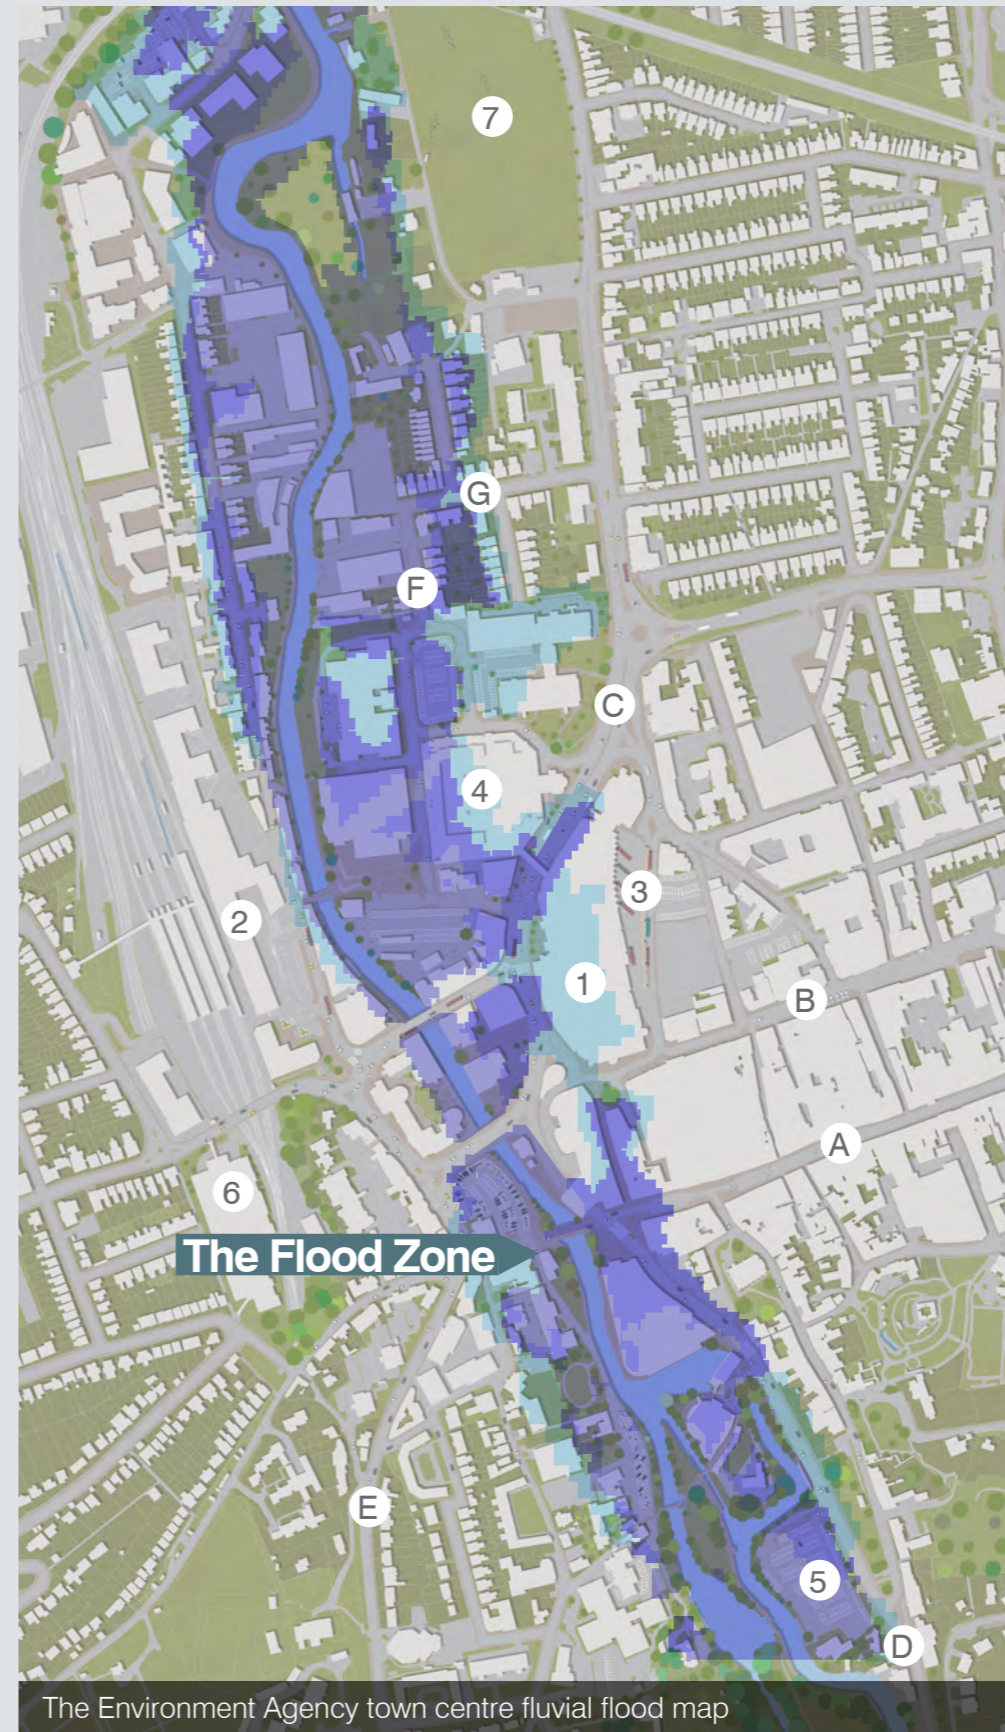 7
G
F
C
4
3
2
1
B
A
6
The Flood Zone
E
5
D
The Environment Agency town centre fluvial flood map